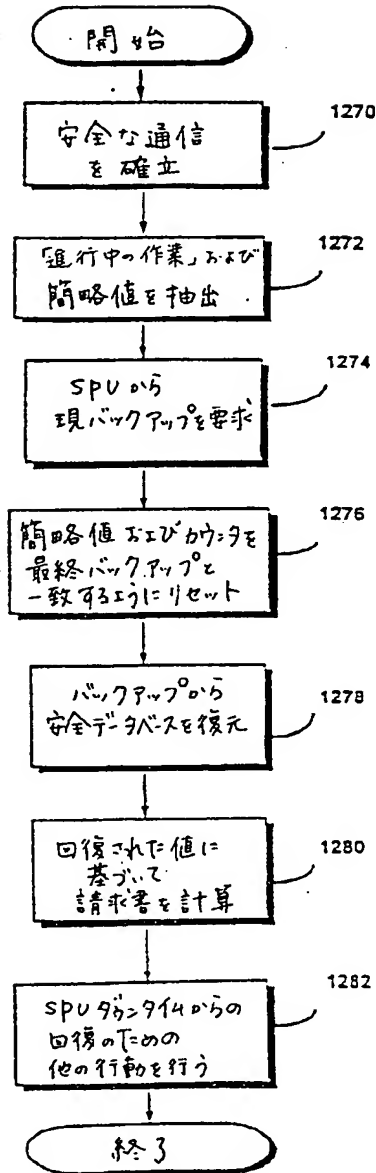 開始
1270
安全な通信
を確立
1272
「進行中の作業」および
簡略値を抽出
1274
SPUから
現バックアップを要求
1276
簡略値およびカウンタを
最終バックアップと
一致するようにリセット
1278
バックアップから
安全データベースを復元
1280
回復された値に
基づいて
請求書を計算
1282
SPUダウンタイムからの
回復のための
他の行動を行う
終了